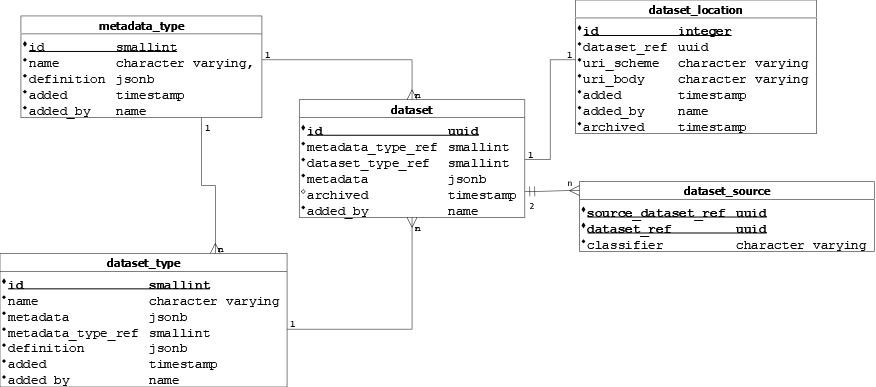 metadata_type
id smallint
name character varying,
definition jsonb
added timestamp
added_by name
dataset_location
id integer
dataset_ref uuid
uri_scheme character varying
uri_body character varying
added timestamp
added_by name
archived timestamp
1
n
1
1
dataset
id uuid
metadata_type_ref smallint
dataset_type_ref smallint
metadata jsonb
archived timestamp
added_by name
1
2
n
dataset_source
source_dataset_ref uuid
dataset_ref uuid
classifier character varying
n
n
1
dataset_type
id smallint
name character varying
metadata jsonb
metadata_type_ref smallint
definition jsonb
added timestamp
added_by name